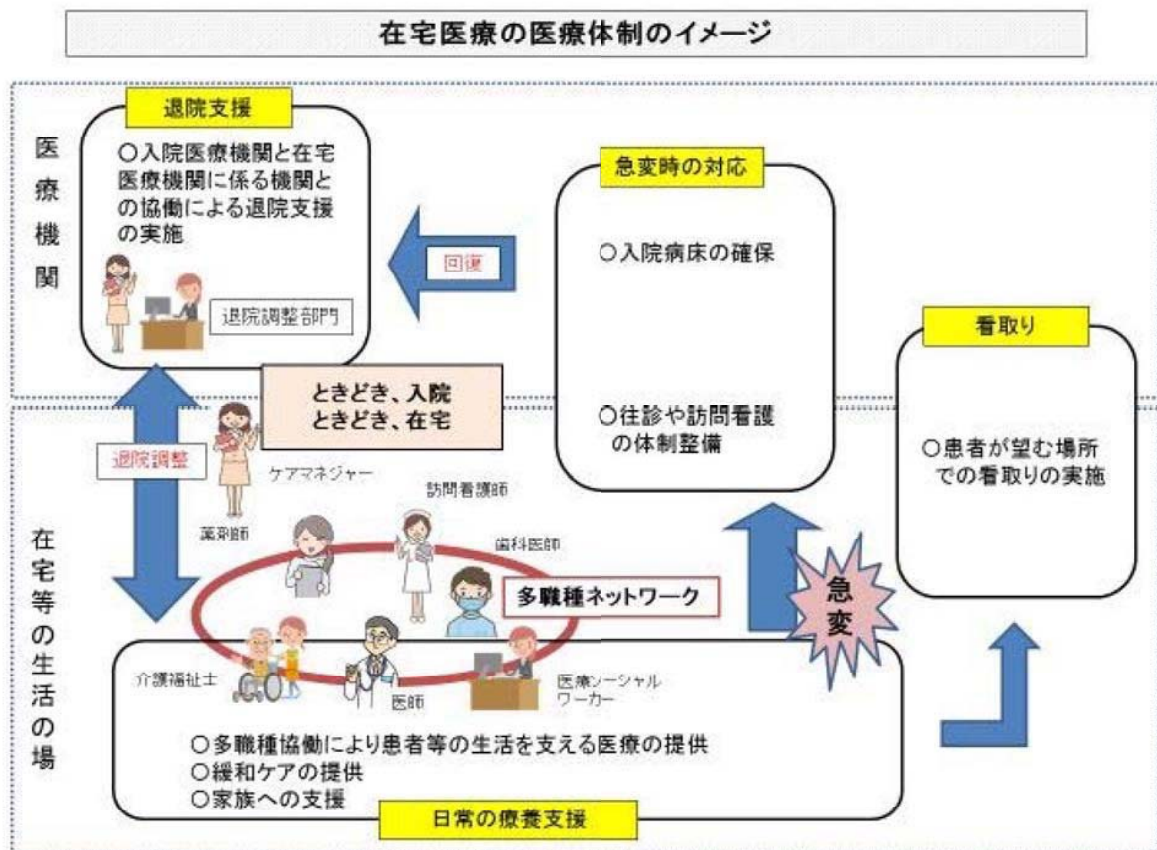 在宅医療の医療体制のイメージ
医療機関
退院支援
○入院医療機関と在宅
医療機関に係る機関と
の協働による退院支援
の実施
退院調整部門
回復
急変時の対応
○入院病床の確保
○往診や訪問看護
の体制整備
看取り
○患者が望む場所
での看取りの実施
ときどき、入院
ときどき、在宅
退院調整
在宅等の生活の場
ケアマネジャー
訪問看護師
薬剤師
歯科医師
多職種ネットワーク
急変
介護福祉士
医師
医療ソーシャル
ワーカー
○多職種協働により患者等の生活を支える医療の提供
○緩和ケアの提供
○家族への支援
日常の療養支援